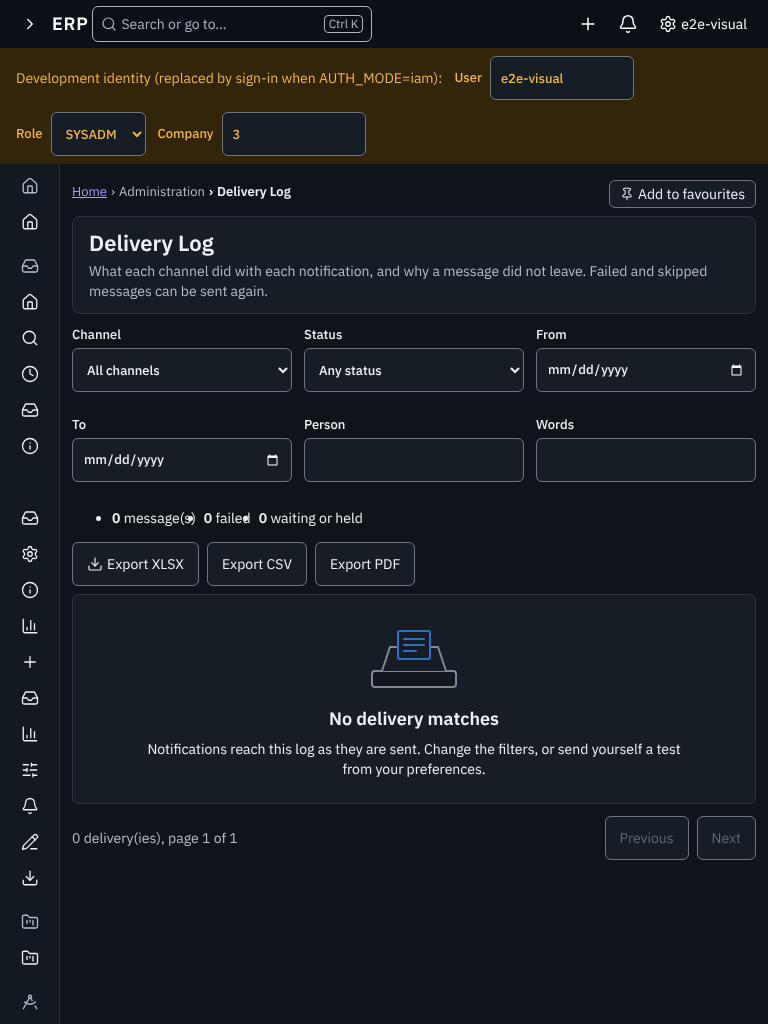 ERP
Search or go to...
Ctrl K
e2e-visual
Development identity (replaced by sign-in when AUTH_MODE=iam):
User
e2e-visual
Role
SYSADM
Company
3
Home › Administration › Delivery Log
Add to favourites
Delivery Log
What each channel did with each notification, and why a message did not leave. Failed and skipped
messages can be sent again.
Channel
Status
From
All channels
Any status
mm/dd/yyyy
To
Person
Words
mm/dd/yyyy
0 message(s)
0 failed
0 waiting or held
Export XLSX
Export CSV
Export PDF
No delivery matches
Notifications reach this log as they are sent. Change the filters, or send yourself a test
from your preferences.
0 delivery(ies), page 1 of 1
Previous
Next